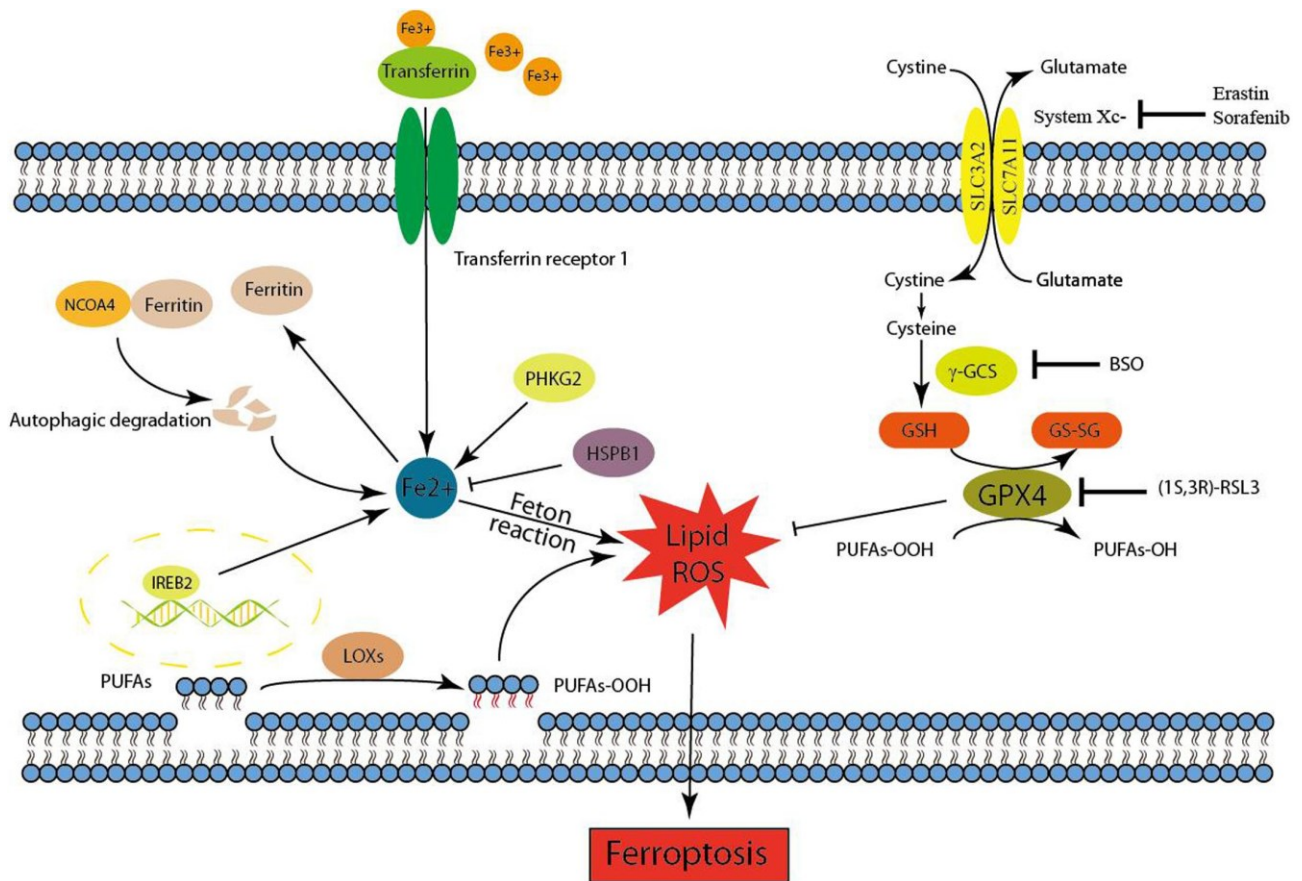 Fe3+
Fe3+
Fe3+
Transferrin
Cystine
Glutamate
System Xc-
Erastin
Sorafenib
SLC3A2
SLC7A11
Transferrin receptor 1
NCOA4
Ferritin
Ferritin
Cystine
Glutamate
Cysteine
γ-GCS
BSO
PHKG2
Autophagic degradation
GSH
GS-SG
HSPB1
Fe2+
GPX4
(1S,3R)-RSL3
Feton
reaction
Lipid
ROS
PUFAs-OOH
PUFAs-OH
IREB2
LOXs
PUFAs
PUFAs-OOH
Ferroptosis